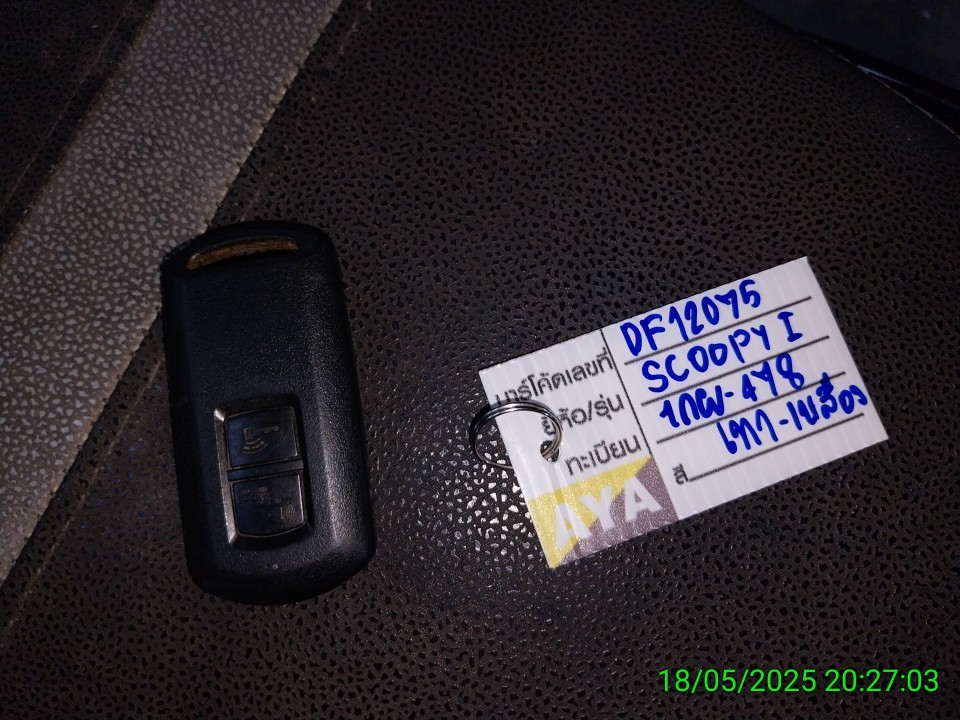 บาร์โค้ดเลขที่ DF12075
ยี่ห้อ/รุ่น SCOOPY I
ทะเบียน 1กผ-478
สี เทา-เหลือง
AYA
18/05/2025 20:27:03